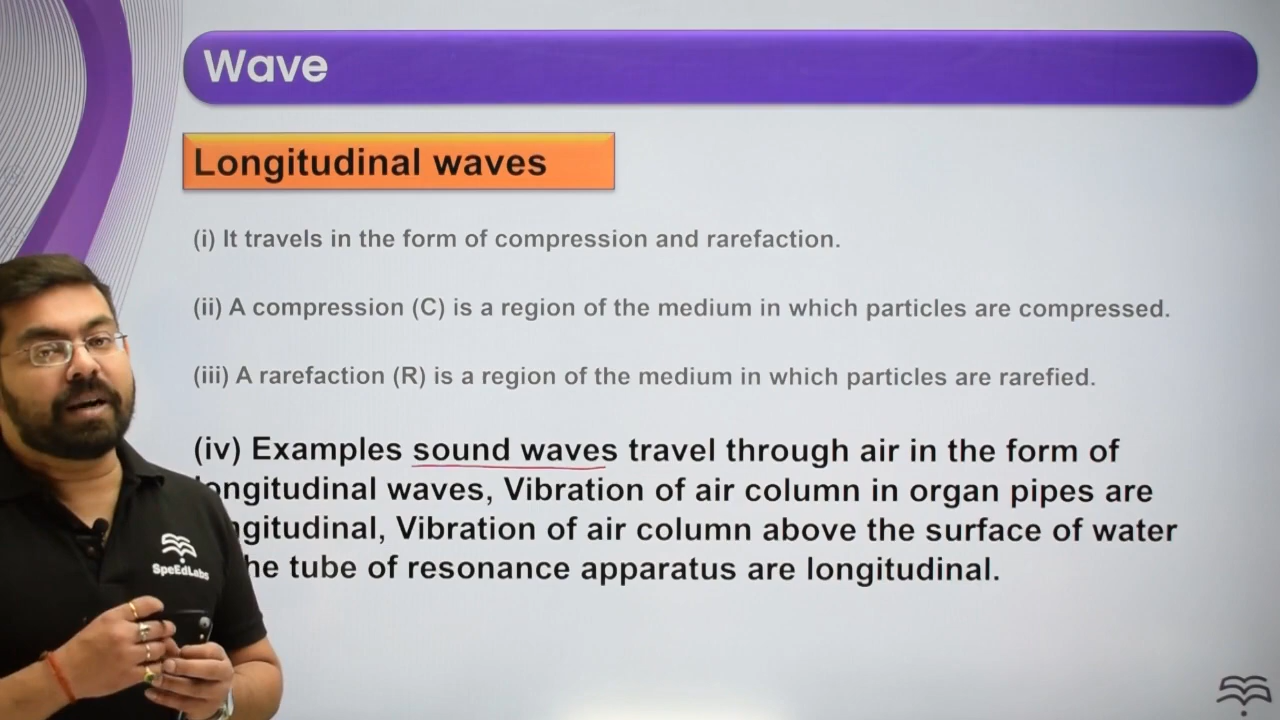 Wave
Longitudinal waves
(i) It travels in the form of compression and rarefaction.
(ii) A compression (C) is a region of the medium in which particles are compressed.
(iii) A rarefaction (R) is a region of the medium in which particles are rarefied.
(iv) Examples sound waves travel through air in the form of
longitudinal waves, Vibration of air column in organ pipes are
ngitudinal, Vibration of air column above the surface of water
he tube of resonance apparatus are longitudinal.
SpeEdLabs